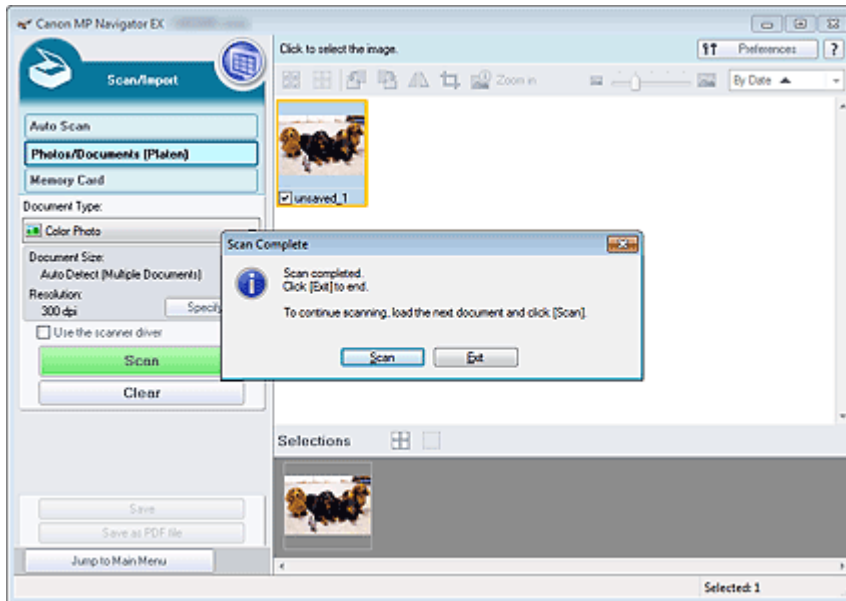 Canon MP Navigator EX
Scan/Import
Click to select the image.
Preferences
?
Zoom in
By Date
Auto Scan
Photos/Documents (Platen)
Memory Card
Document Type:
Color Photo
Document Size:
Auto Detect (Multiple Documents)
Resolution:
300 dpi
Specify
Use the scanner driver
Scan
Clear
Save
Save as PDF file
Jump to Main Menu
unsaved_1
Scan Complete
Scan completed.
Click [Exit] to end.
To continue scanning, load the next document and click [Scan].
Scan
Exit
Selections
Selected: 1